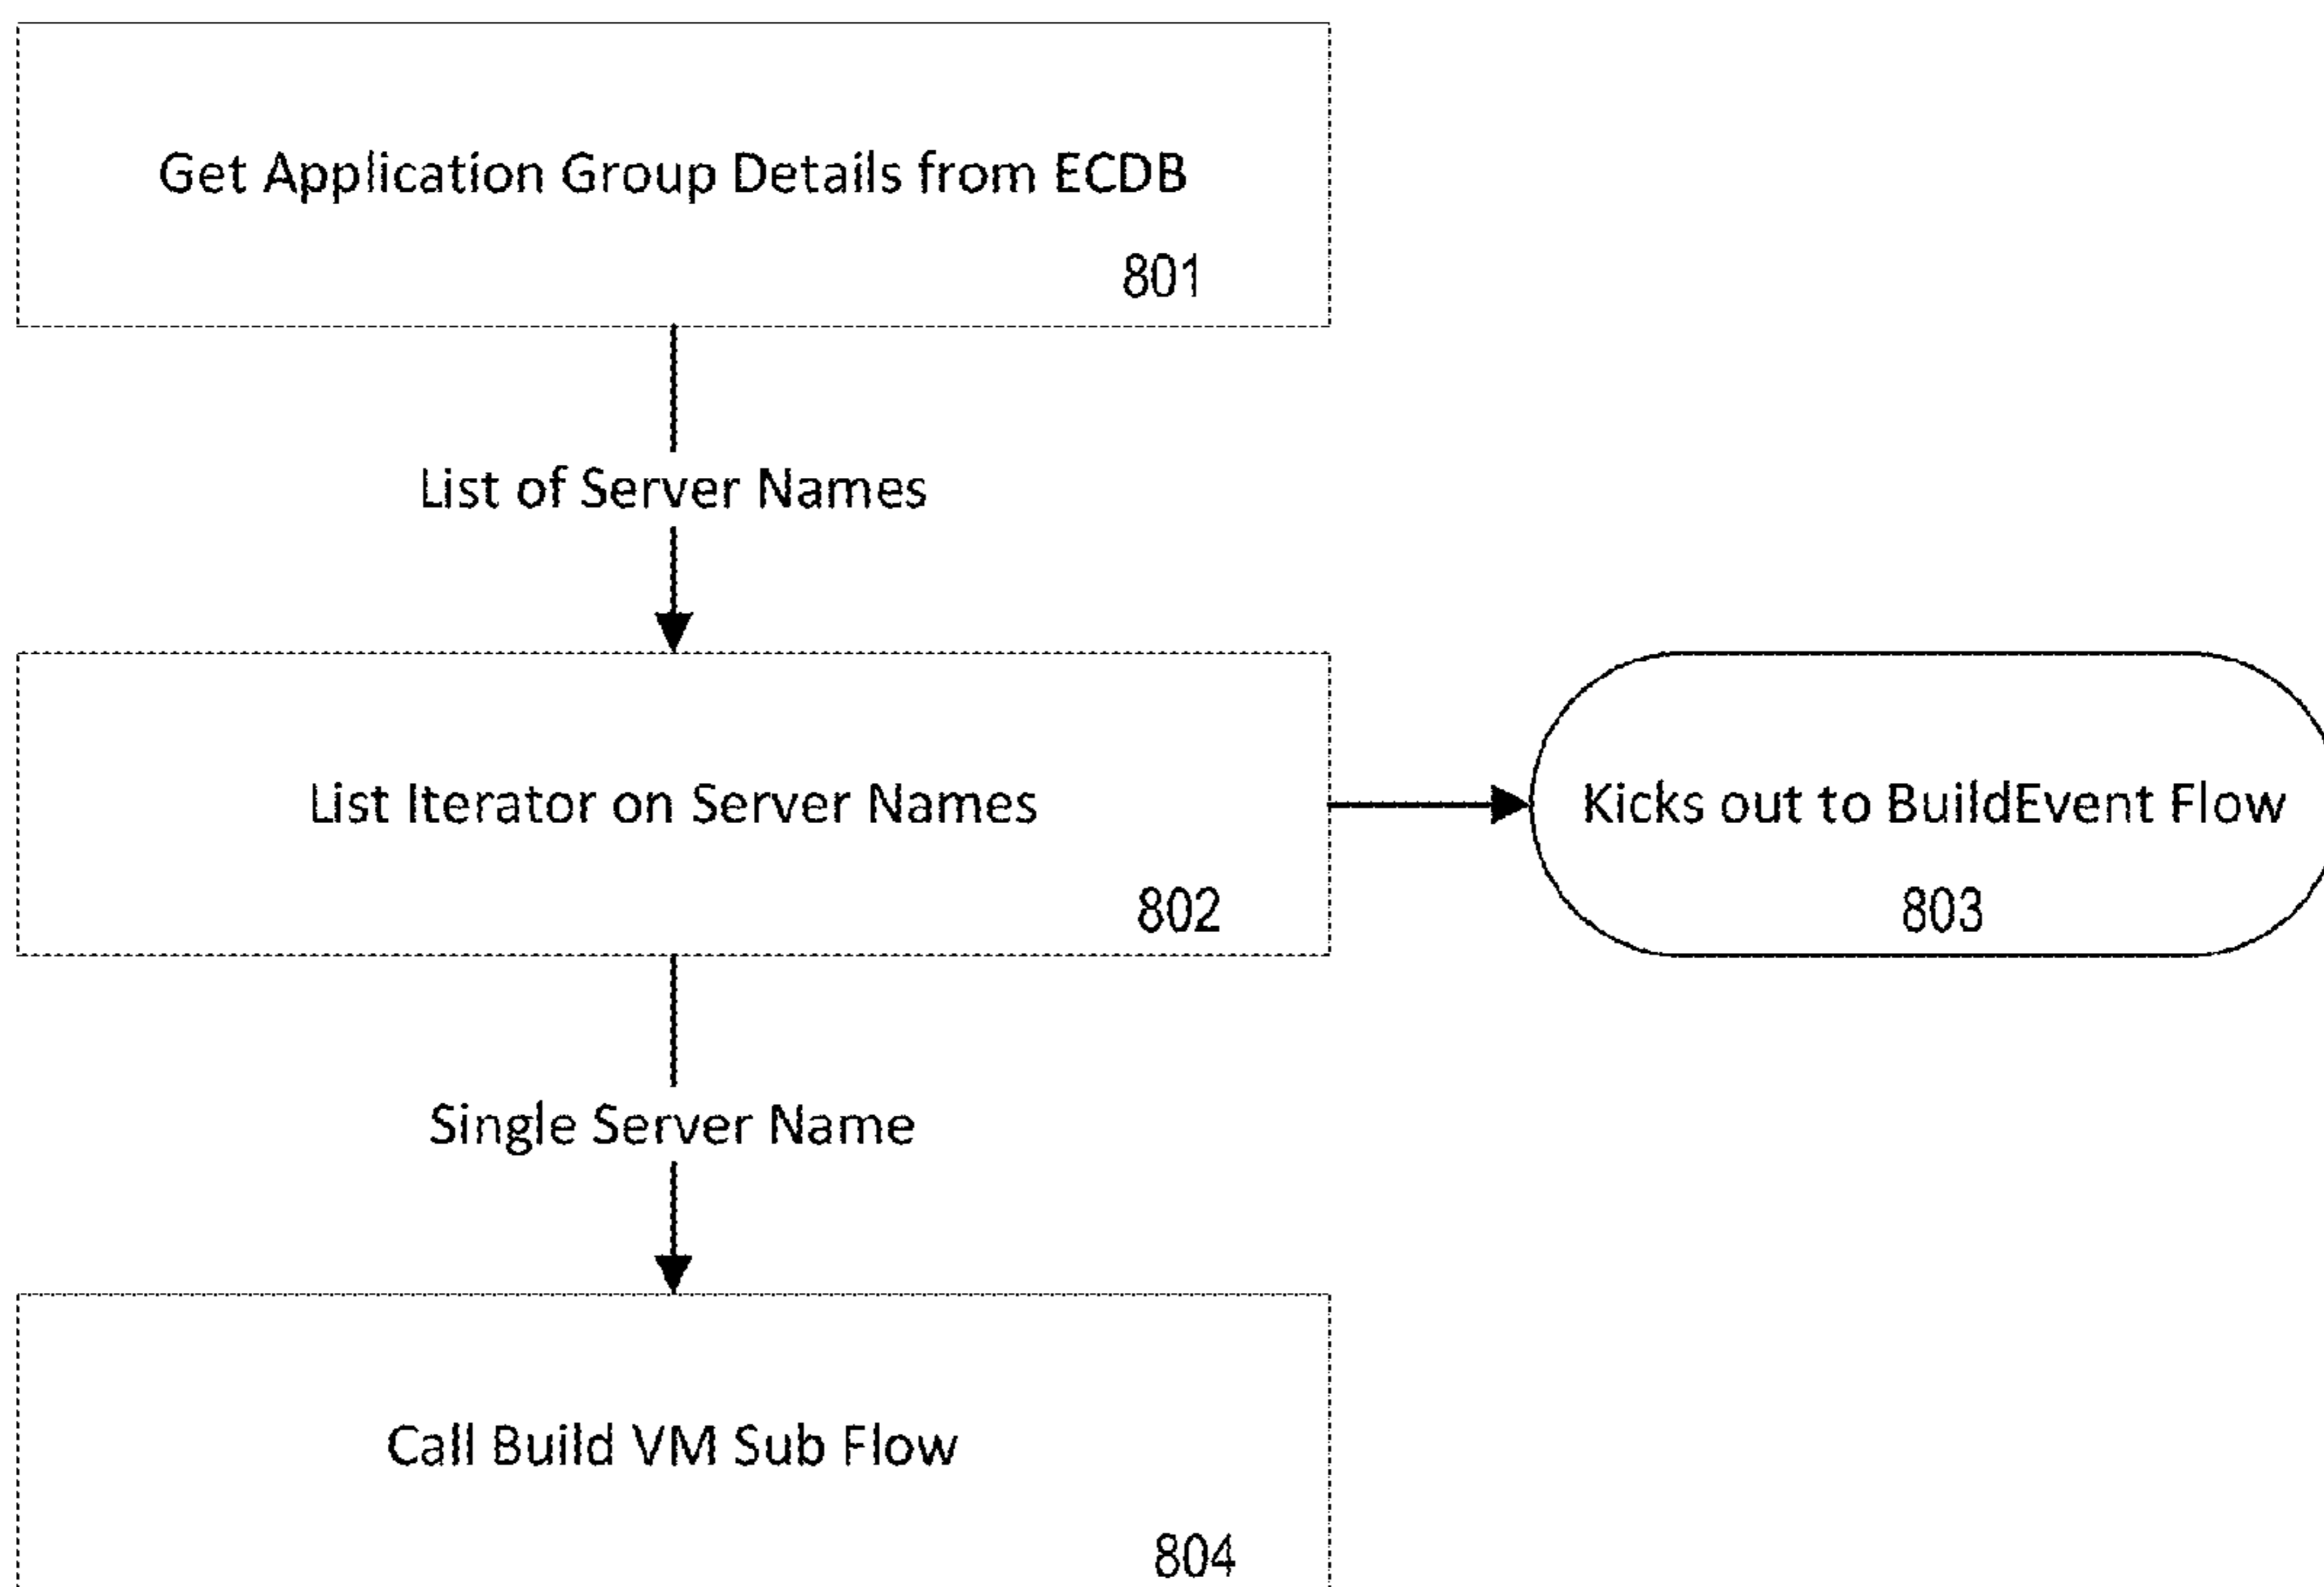 Get Application Group Details from ECDB
801
List of Server Names
List Iterator on Server Names
802
Kicks out to BuildEvent Flow
803
Single Server Name
Call Build VM Sub Flow
804